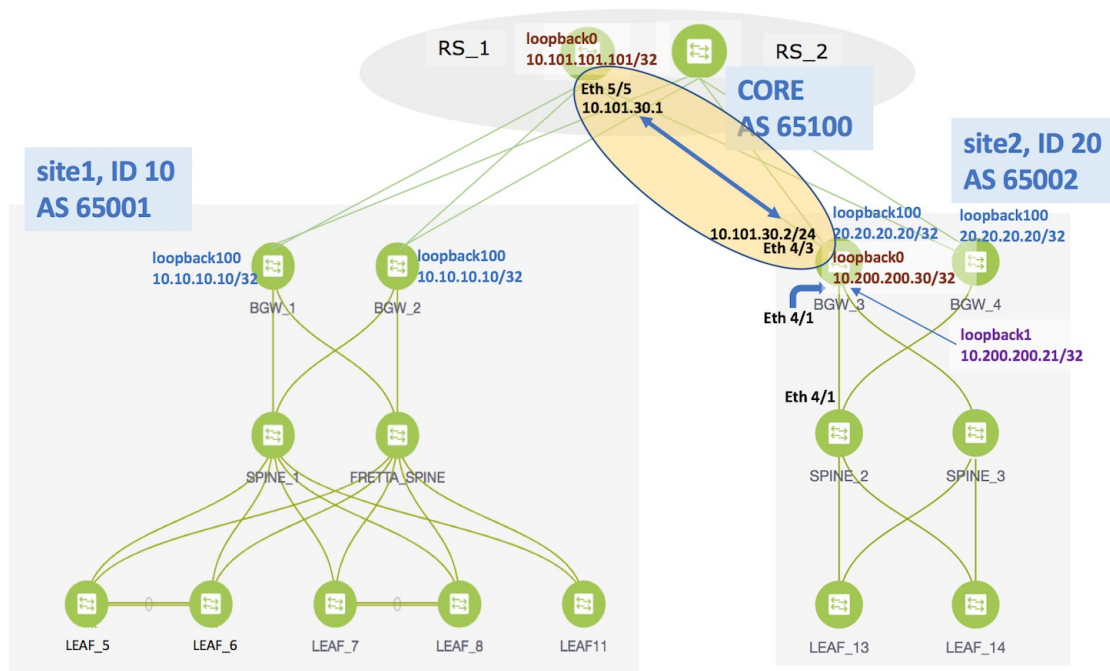 RS_1
loopback0
10.101.101.101/32
RS_2
Eth 5/5
10.101.30.1
CORE
AS 65100
site1, ID 10
AS 65001
site2, ID 20
AS 65002
loopback100
10.10.10.10/32
loopback100
10.10.10.10/32
10.101.30.2/24
Eth 4/3
loopback100
20.20.20.20/32
loopback100
20.20.20.20/32
loopback0
10.200.200.30/32
BGW_1
BGW_2
BGW_3
BGW_4
Eth 4/1
loopback1
10.200.200.21/32
Eth 4/1
SPINE_1
FRETTA_SPINE
SPINE_2
SPINE_3
0
0
LEAF_5
LEAF_6
LEAF_7
LEAF_8
LEAF11
LEAF_13
LEAF_14